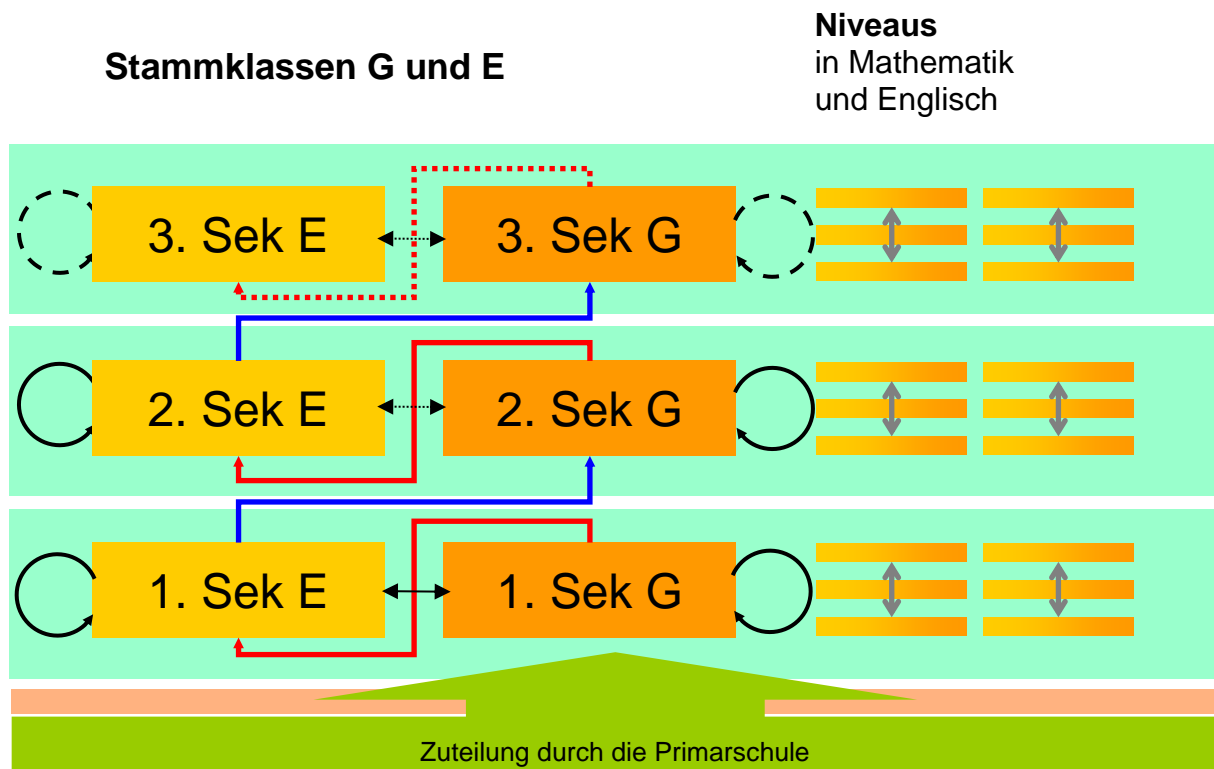 Stammklassen G und E
Niveaus
in Mathematik
und Englisch
3. Sek E
3. Sek G
2. Sek E
2. Sek G
1. Sek E
1. Sek G
Zuteilung durch die Primarschule